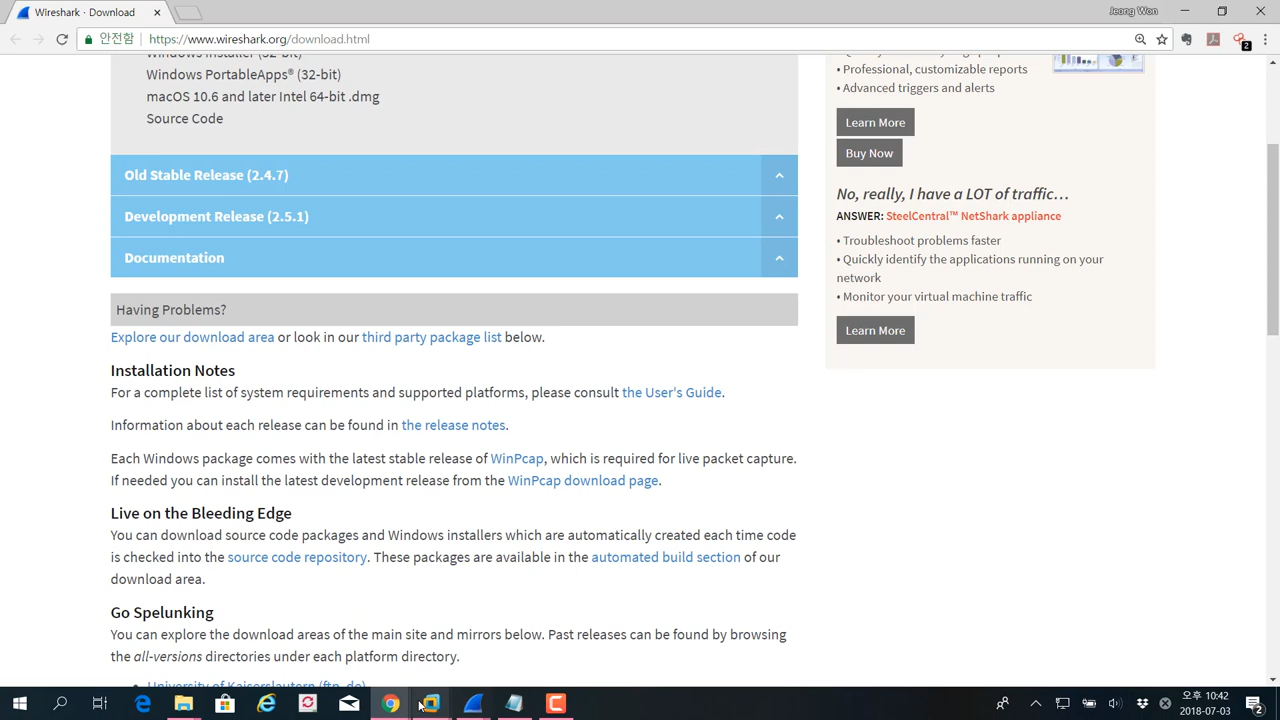 Wireshark · Download
Jeong Won
안전함
https://www.wireshark.org/download.html
Windows PortableApps® (32-bit)
macOS 10.6 and later Intel 64-bit .dmg
Source Code
Old Stable Release (2.4.7)
Development Release (2.5.1)
Documentation
Having Problems?
Explore our download area or look in our third party package list below.
Installation Notes
For a complete list of system requirements and supported platforms, please consult the User's Guide.
Information about each release can be found in the release notes.
Each Windows package comes with the latest stable release of WinPcap, which is required for live packet capture.
If needed you can install the latest development release from the WinPcap download page.
Live on the Bleeding Edge
You can download source code packages and Windows installers which are automatically created each time code
is checked into the source code repository. These packages are available in the automated build section of our
download area.
Go Spelunking
You can explore the download areas of the main site and mirrors below. Past releases can be found by browsing
the all-versions directories under each platform directory.
• University of Kaiserslautern (ftp, de)
• Professional, customizable reports
• Advanced triggers and alerts
Learn More
Buy Now
No, really, I have a LOT of traffic...
ANSWER: SteelCentral™ NetShark appliance
• Troubleshoot problems faster
• Quickly identify the applications running on your
network
• Monitor your virtual machine traffic
Learn More
오후 10:42
2018-07-03
2
2